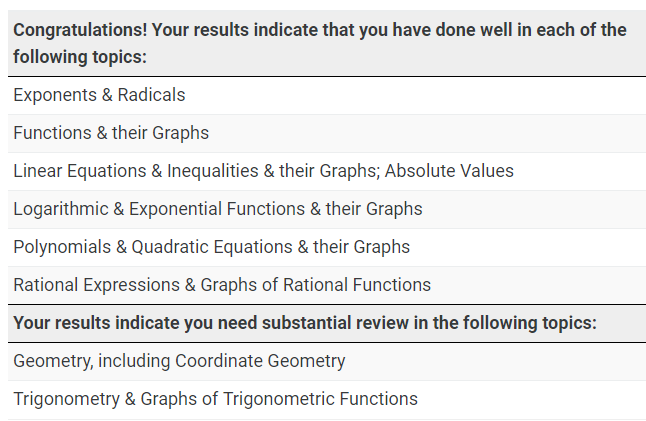 Congratulations! Your results indicate that you have done well in each of the
following topics:
Exponents & Radicals
Functions & their Graphs
Linear Equations & Inequalities & their Graphs; Absolute Values
Logarithmic & Exponential Functions & their Graphs
Polynomials & Quadratic Equations & their Graphs
Rational Expressions & Graphs of Rational Functions
Your results indicate you need substantial review in the following topics:
Geometry, including Coordinate Geometry
Trigonometry & Graphs of Trigonometric Functions